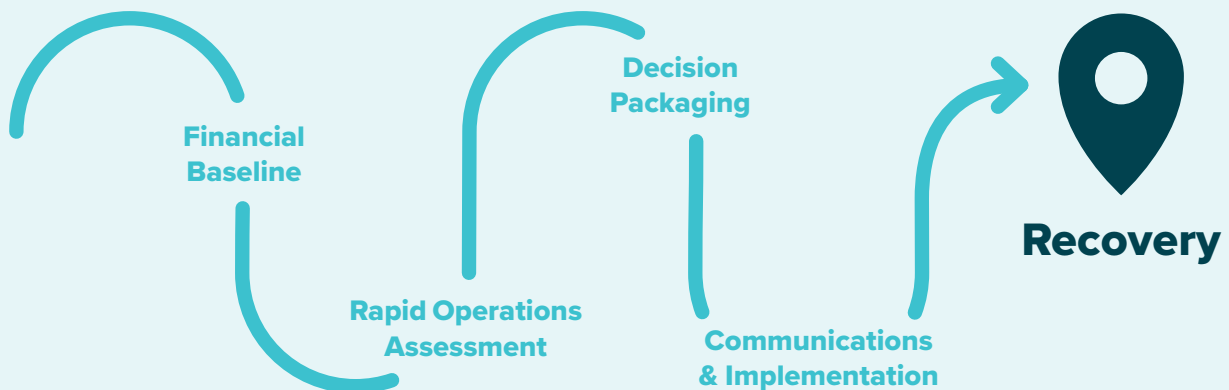 Financial
Baseline
Rapid Operations
Assessment
Decision
Packaging
Communications
& Implementation
Recovery